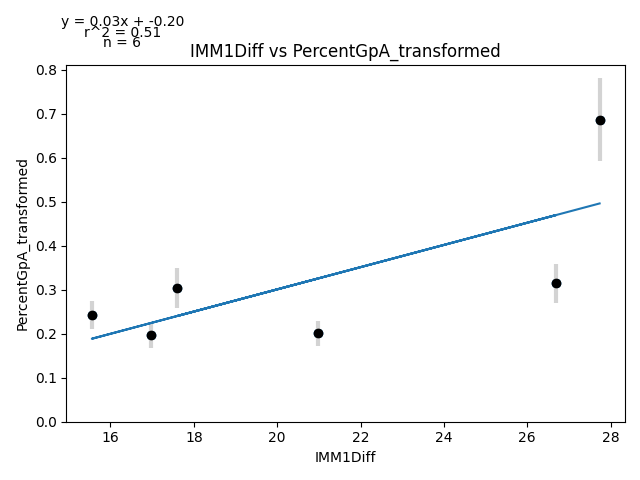 y = 0.03x + -0.20
r^2 = 0.51
n = 6
IMM1Diff vs PercentGpA_transformed
PercentGpA_transformed
0.8
0.7
0.6
0.5
0.4
0.3
0.2
0.1
0.0
16 18 20 22 24 26 28
IMM1Diff